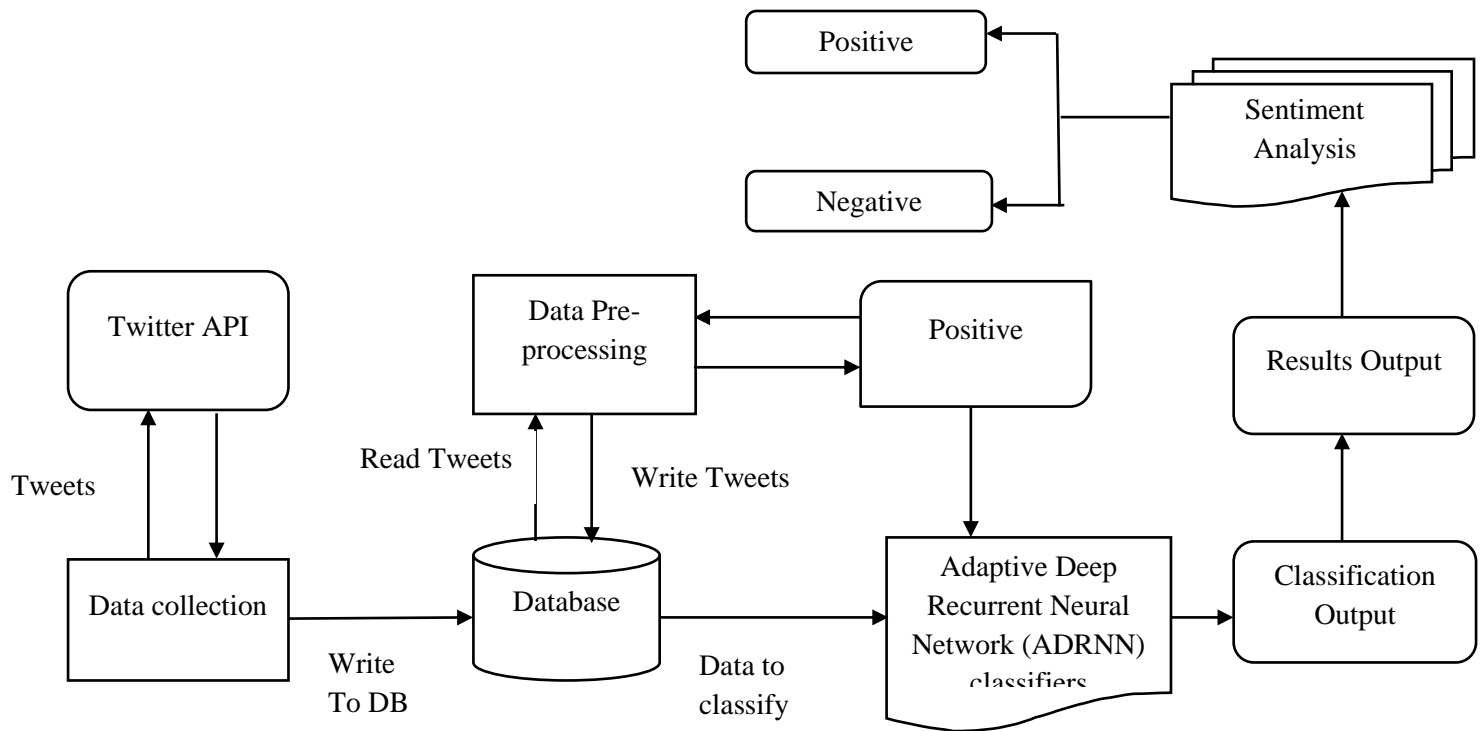 Positive
Sentiment
Analysis
Negative
Twitter API
Data Pre-
processing
Positive
Results Output
Read Tweets
Tweets
Write Tweets
Data collection
Database
Adaptive Deep
Recurrent Neural
Network (ADRNN)
classifiers
Classification
Output
Write
To DB
Data to
classify